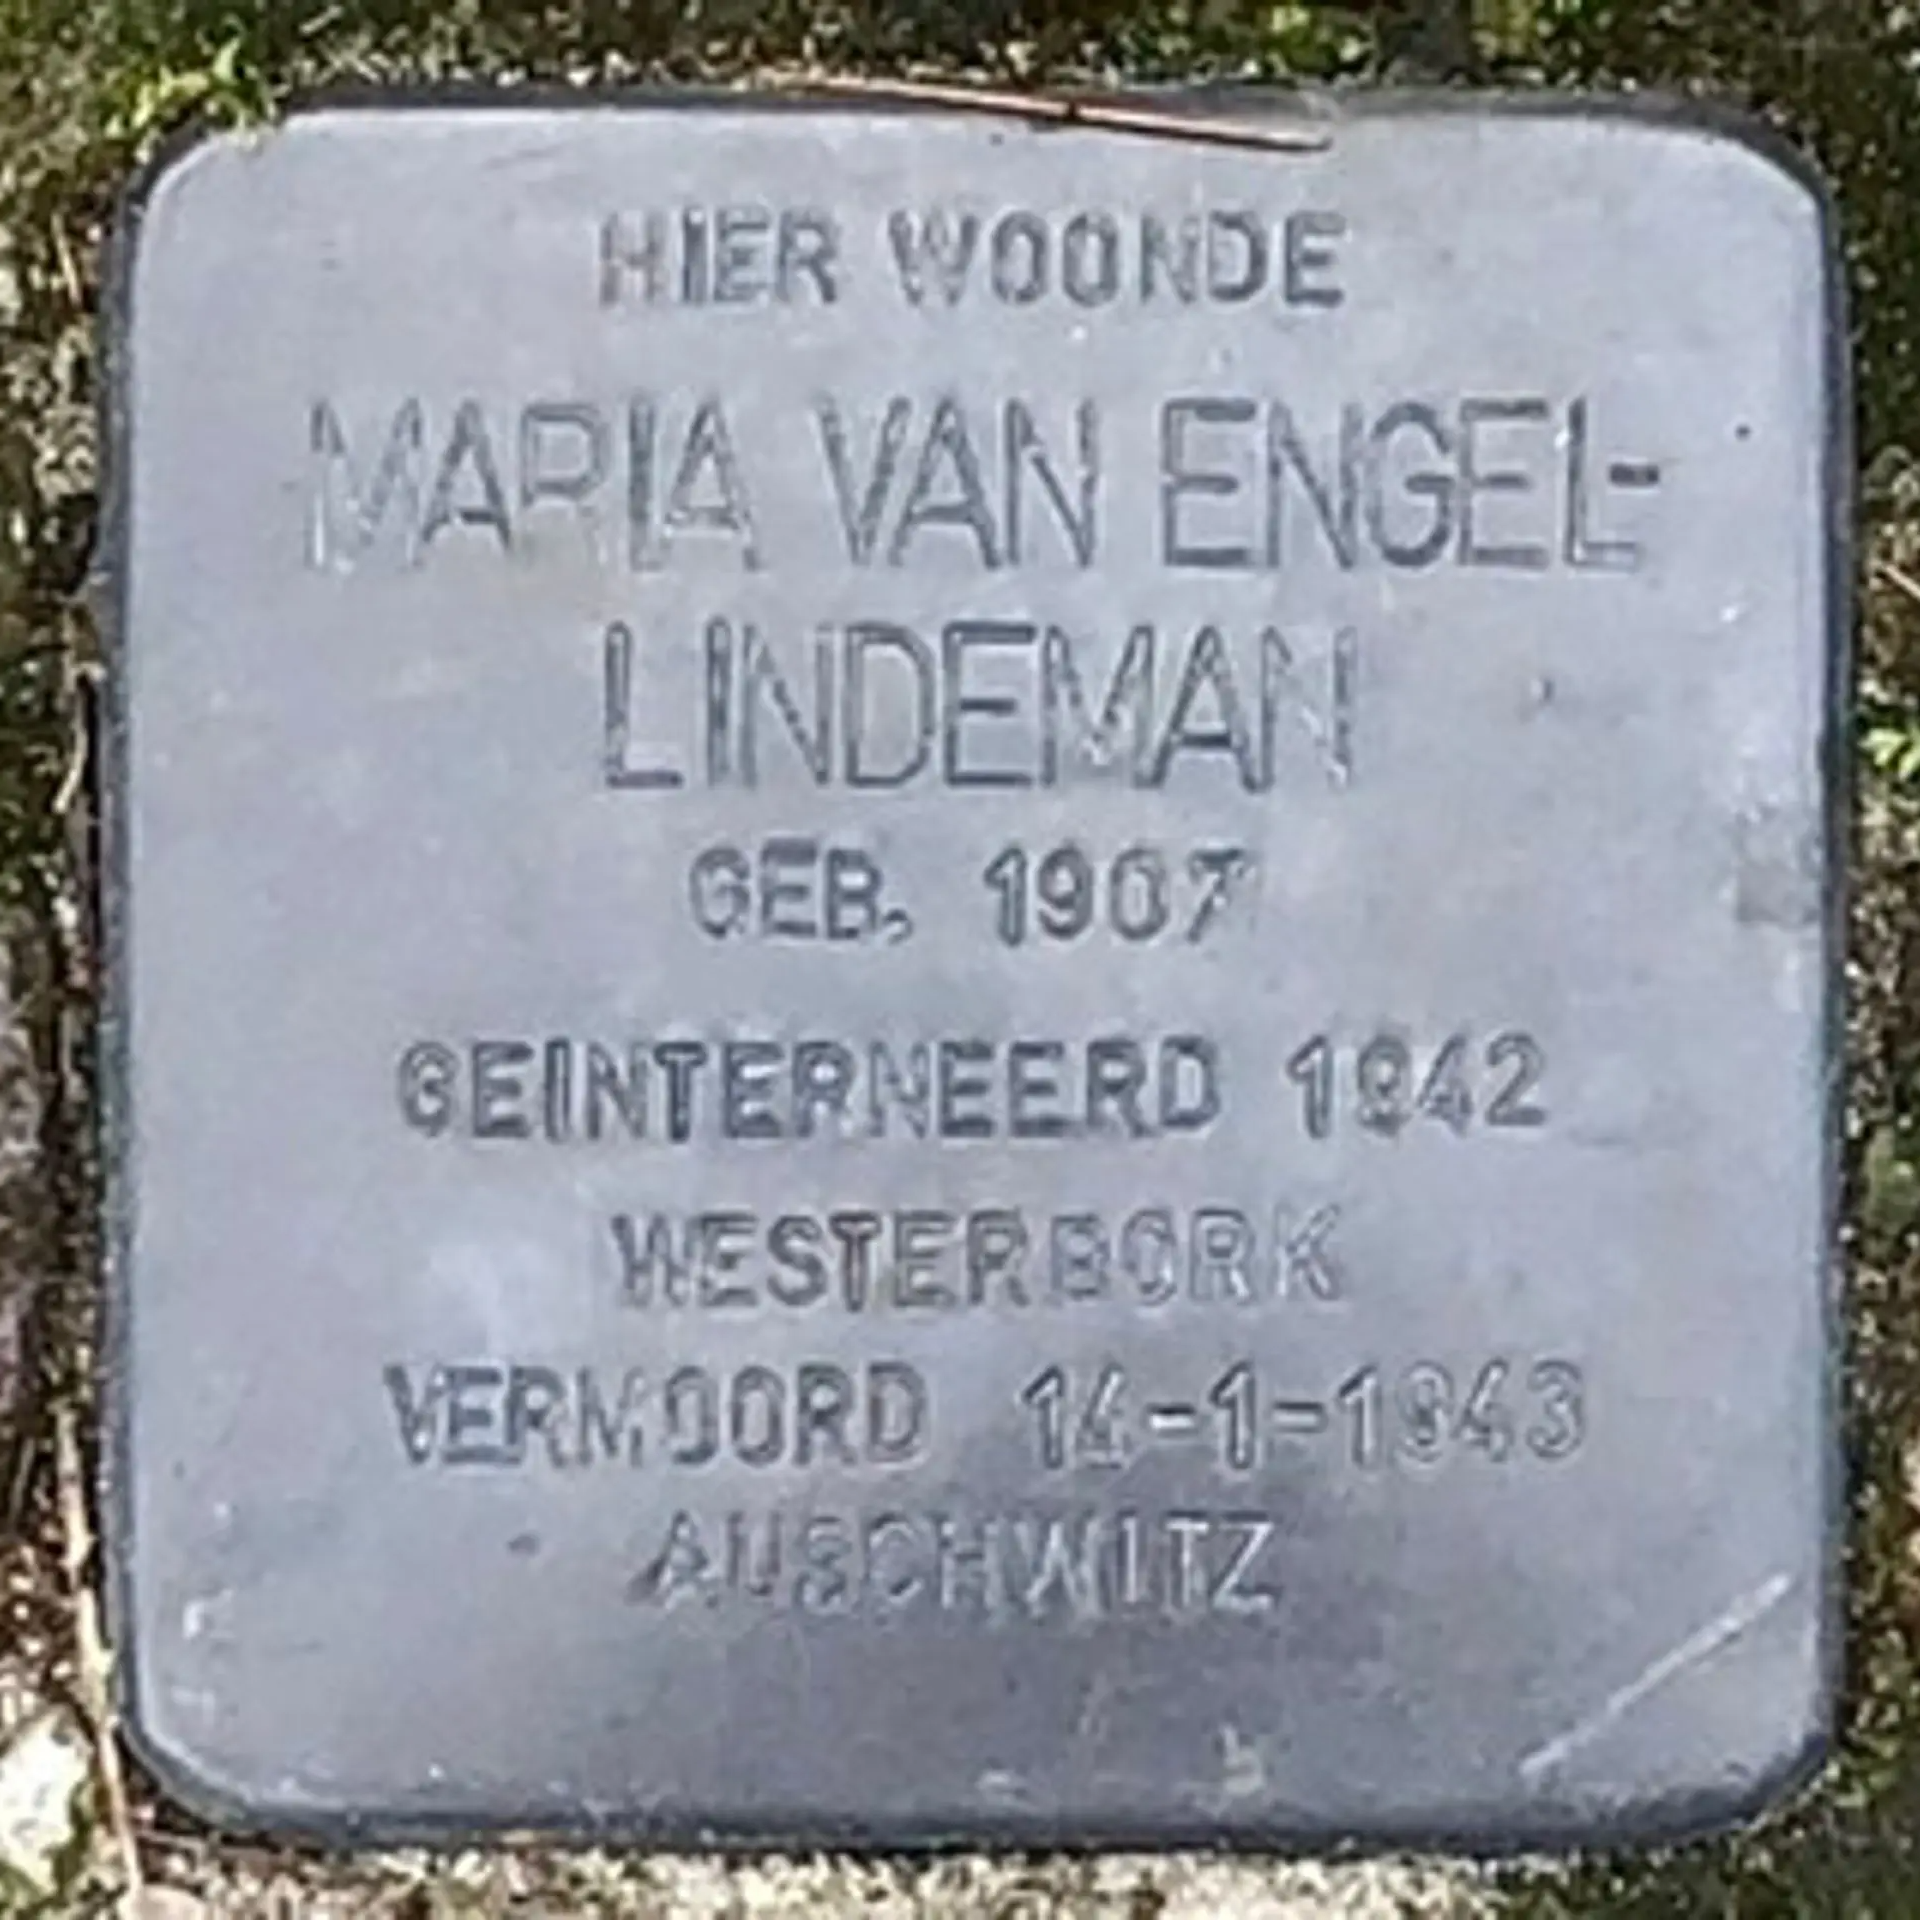 HIER WOONDE
MARIA VAN ENGEL-
LINDEMAN
GEB. 1907
GEINTERNEERD 1942
WESTERBORK
VERMOORD 14-1-1943
AUSCHWITZ